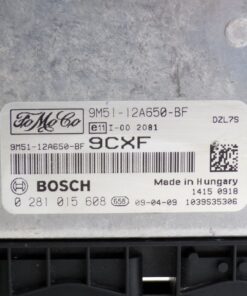 FoMoCo 9M51-12A650-BF DZL7S
e11 I-00 2081
9M51-12A650-BF 9CXF
BOSCH Made in Hungary
1415 0918
0 281 015 608 658 09-04-09 1039S35306